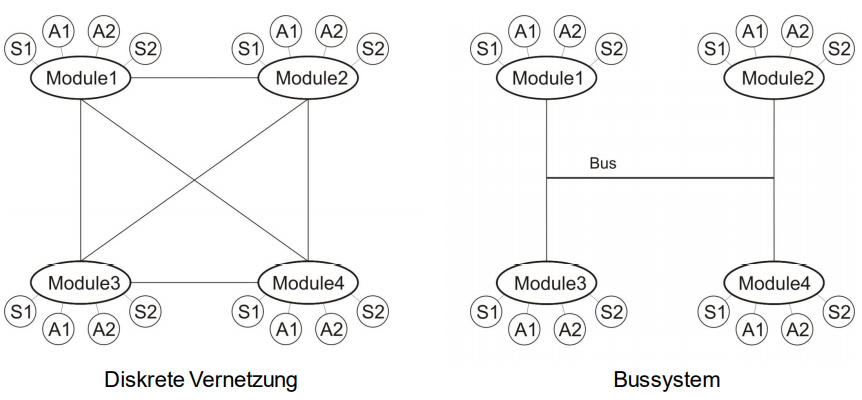 A1 A2 A1 A2 A1 A2 A1 A2
S1 S2 S1 S2 S1 S2 S1 S2
Module1 Module2 Module1 Module2
Bus
Module3 Module4 Module3 Module4
S1 S2 S1 S2 S1 S2 S1 S2
A1 A2 A1 A2 A1 A2 A1 A2
Diskrete Vernetzung Bussystem